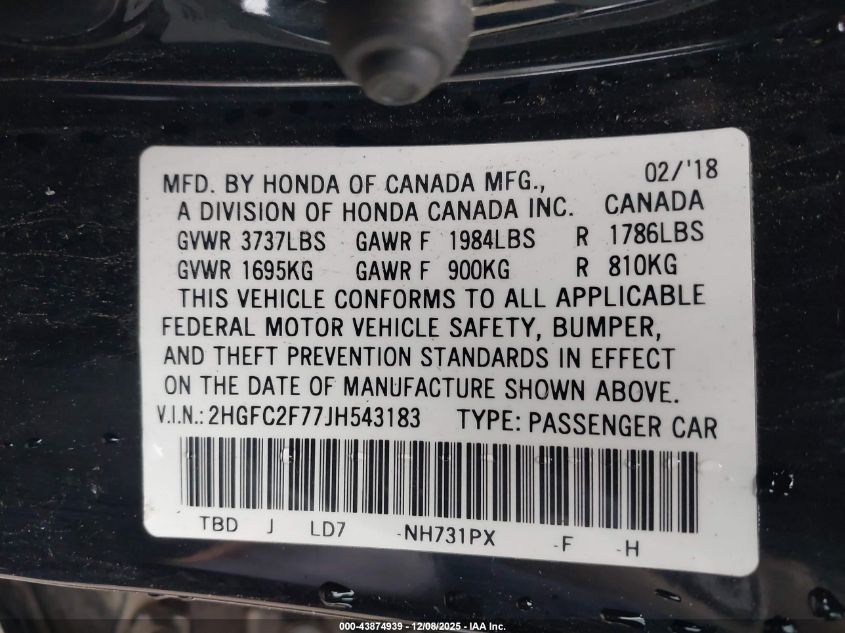 MFD. BY HONDA OF CANADA MFG., 02/'18
A DIVISION OF HONDA CANADA INC. CANADA
GVWR 3737LBS GAWR F 1984LBS R 1786LBS
GVWR 1695KG GAWR F 900KG R 810KG
THIS VEHICLE CONFORMS TO ALL APPLICABLE
FEDERAL MOTOR VEHICLE SAFETY, BUMPER,
AND THEFT PREVENTION STANDARDS IN EFFECT
ON THE DATE OF MANUFACTURE SHOWN ABOVE.
V.I.N.: 2HGFC2F77JH543183 TYPE: PASSENGER CAR
TBD J LD7 -NH731PX -F -H
000-43874939 - 12/08/2025 - IAA Inc.